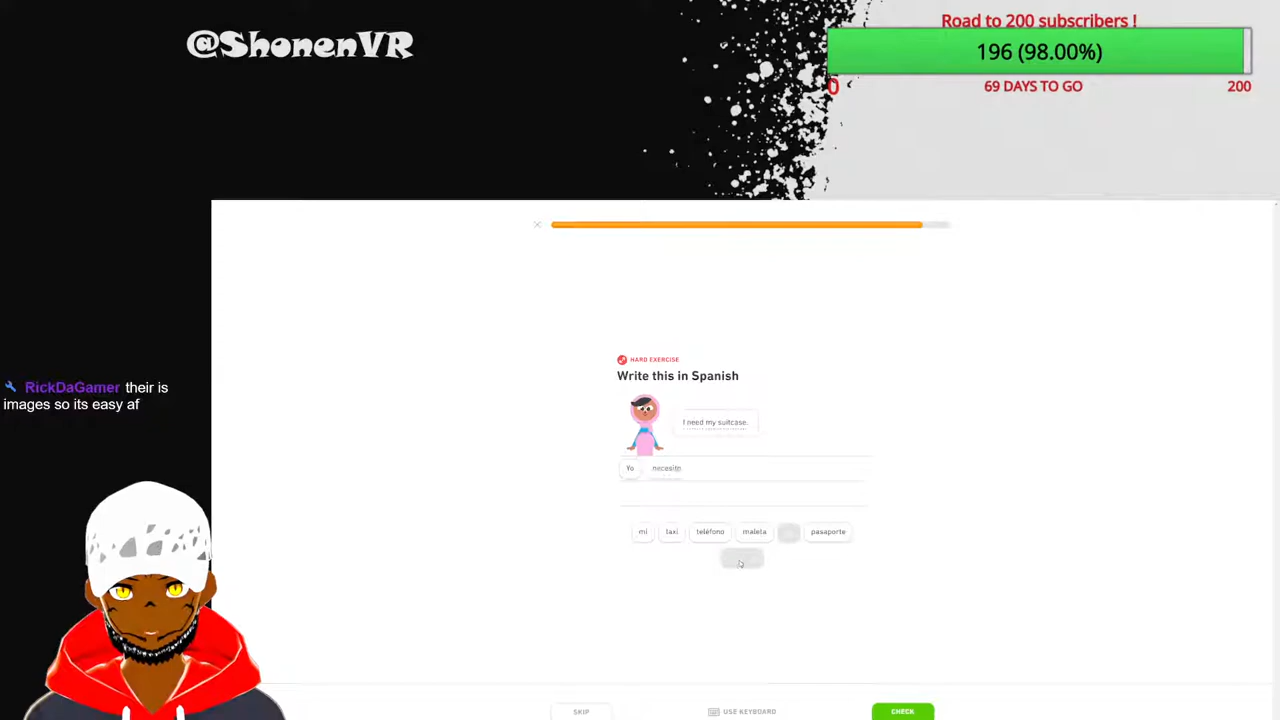 @ShonenVR
Road to 200 subscribers !
196 (98.00%)
0
69 DAYS TO GO
200
HARD EXERCISE
Write this in Spanish
I need my suitcase.
Yo necesito
RickDaGamer their is
images so its easy af
mi taxi teléfono maleta pasaporte
SKIP
USE KEYBOARD
CHECK